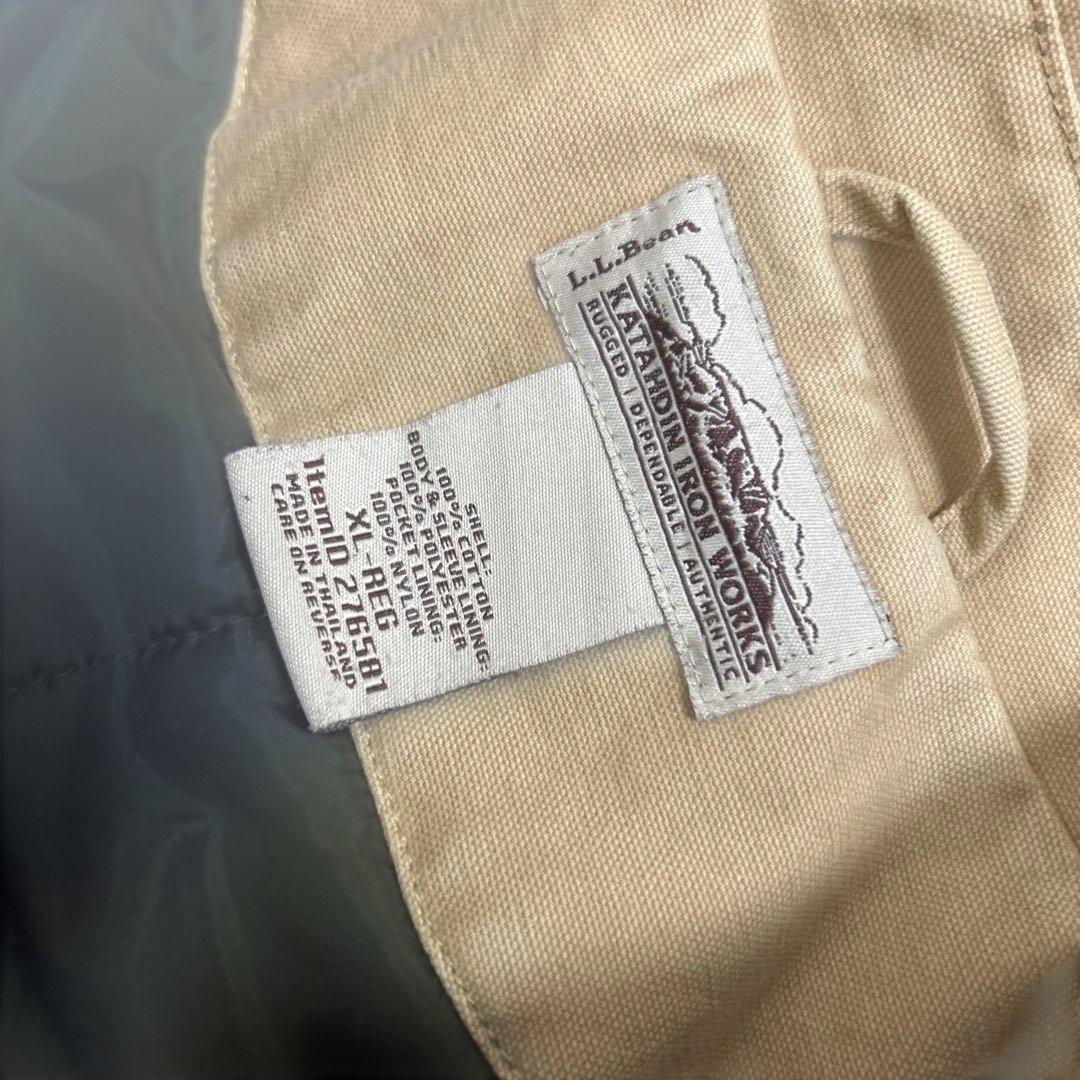 L.L.Bean
KATAHDIN IRON WORKS
RUGGED | DEPENDABLE | AUTHENTIC
SHELL:
100% COTTON
BODY & SLEEVE LINING:
100% POLYESTER
POCKET LINING:
100% NYLON
XL-REG
ItemID 276581
MADE IN THAILAND
CARE ON REVERSE